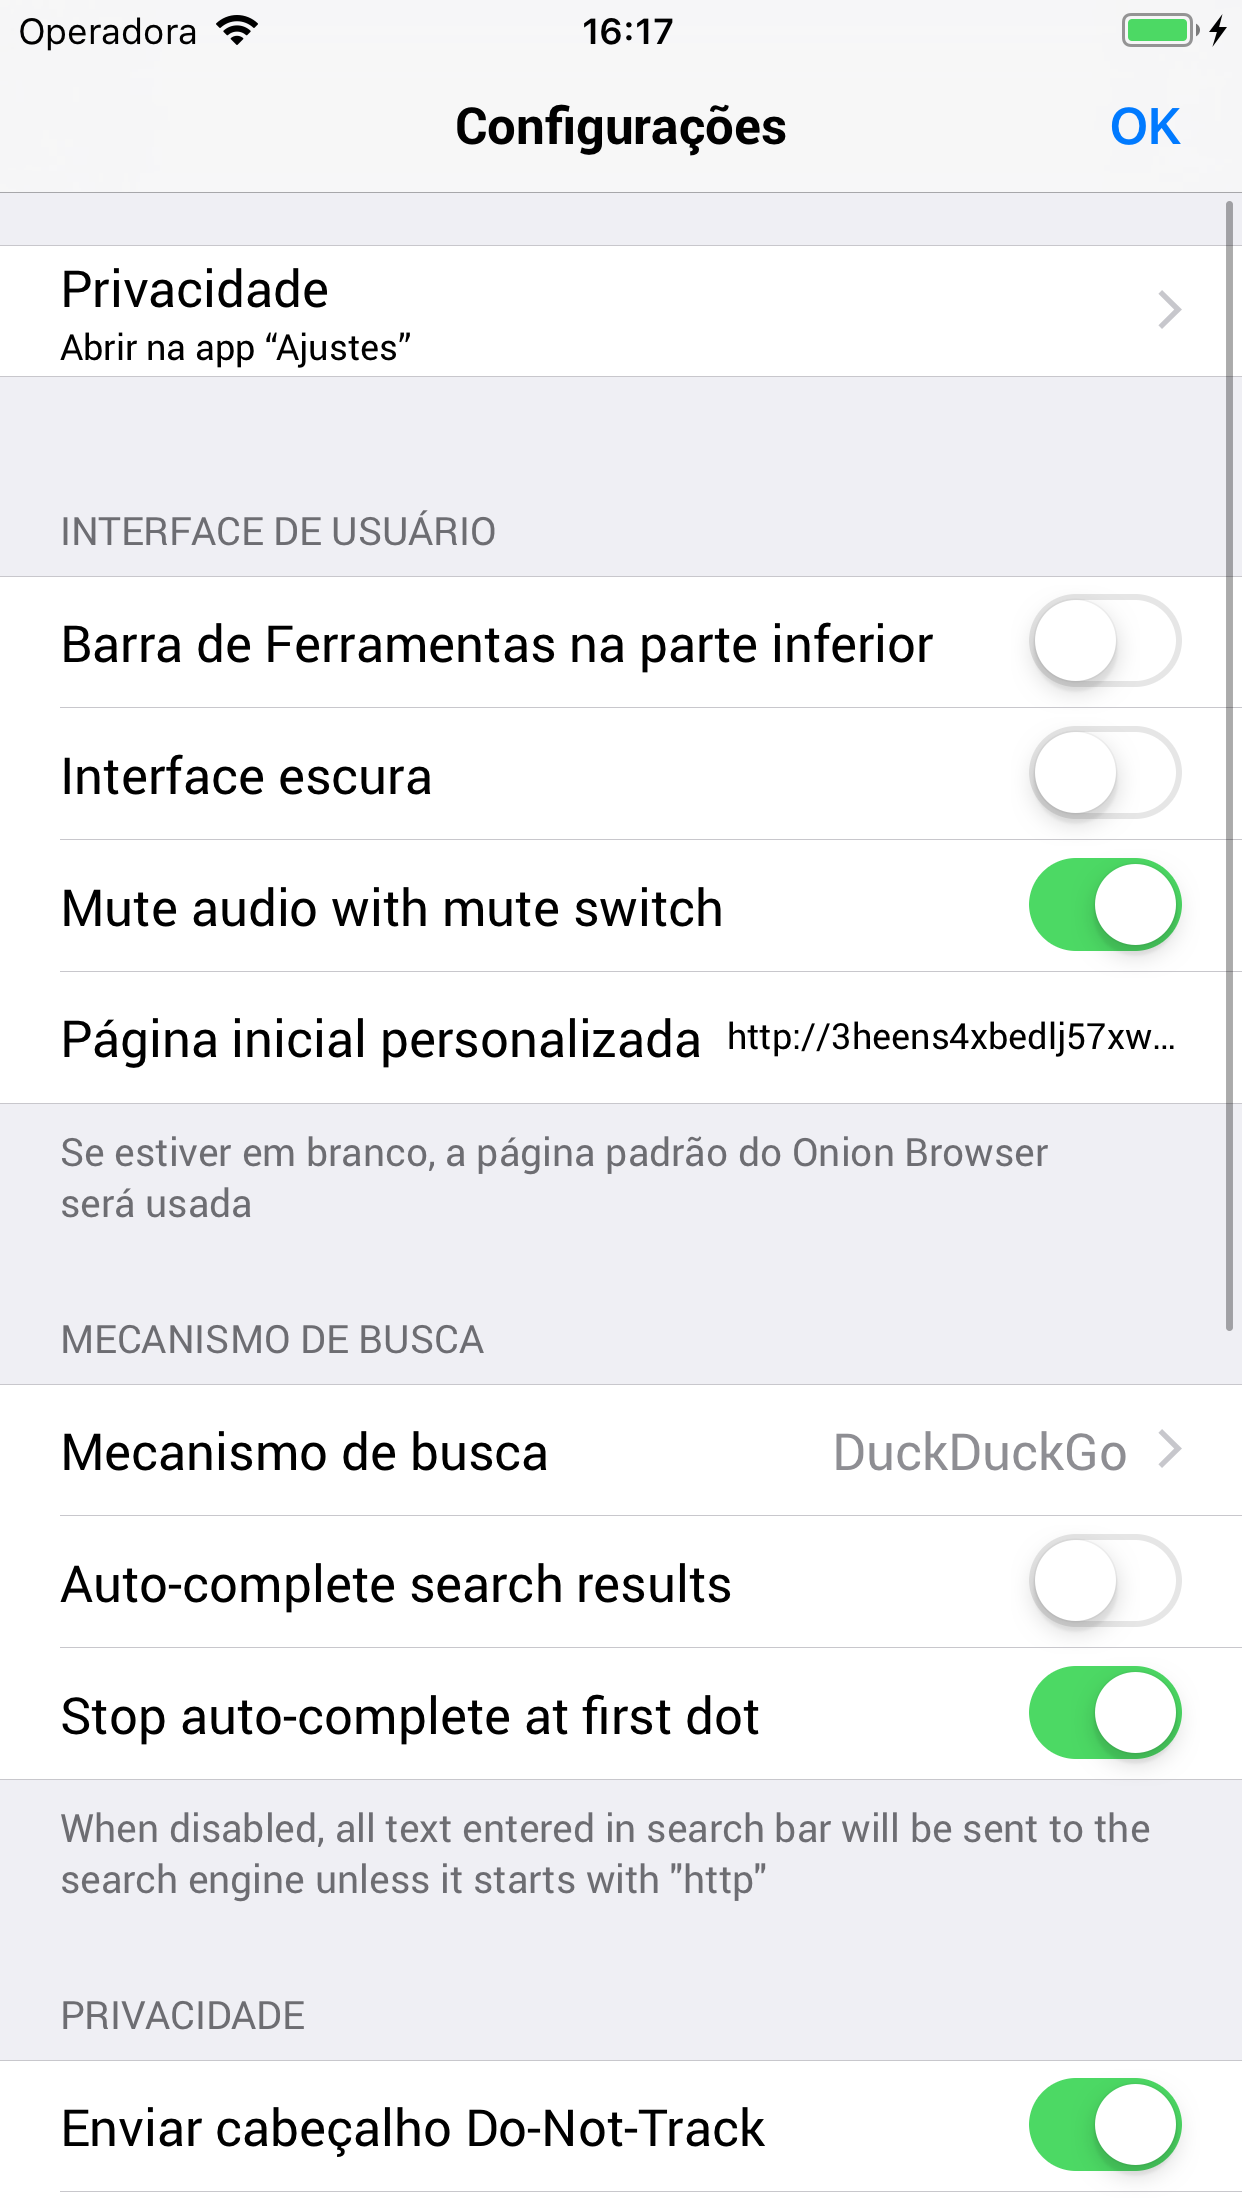 Operadora
16:17
Configurações
OK
Privacidade
Abrir na app “Ajustes”
INTERFACE DE USUÁRIO
Barra de Ferramentas na parte inferior
Interface escura
Mute audio with mute switch
Página inicial personalizada http://3heens4xbedlj57xw...
Se estiver em branco, a página padrão do Onion Browser
será usada
MECANISMO DE BUSCA
Mecanismo de busca DuckDuckGo
Auto-complete search results
Stop auto-complete at first dot
When disabled, all text entered in search bar will be sent to the
search engine unless it starts with "http"
PRIVACIDADE
Enviar cabeçalho Do-Not-Track